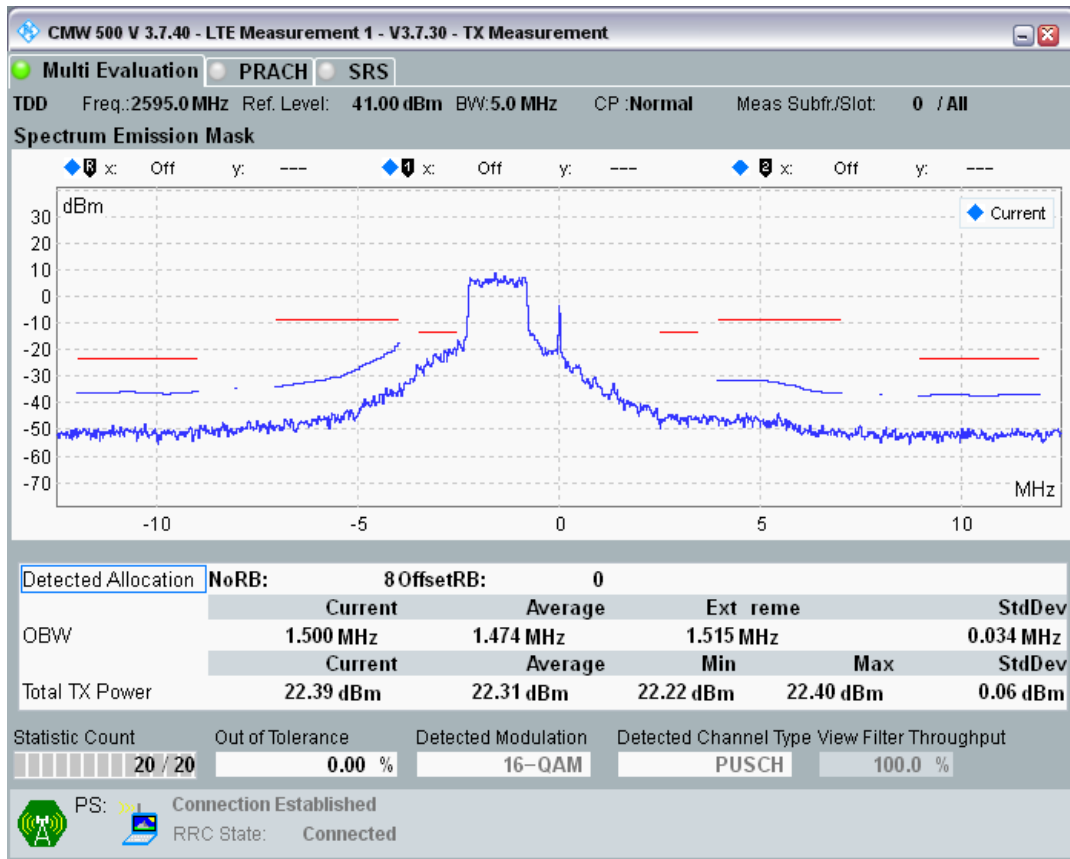 CMW 500 V 3.7.40 - LTE Measurement 1 - V3.7.30 - TX Measurement
Multi Evaluation PRACH SRS
TDD Freq.:2595.0 MHz Ref. Level: 41.00 dBm BW:5.0 MHz CP :Normal Meas Subfr./Slot: 0 / All
Spectrum Emission Mask
R x: Off y: --- 1 x: Off y: --- 2 x: Off y: ---
dBm
Current
30
20
10
0
-10
-20
-30
-40
-50
-60
-70
MHz
-10 -5 0 5 10
Detected Allocation NoRB: 8 OffsetRB: 0
Current Average Ext reme StdDev
OBW 1.500 MHz 1.474 MHz 1.515 MHz 0.034 MHz
Current Average Min Max StdDev
Total TX Power 22.39 dBm 22.31 dBm 22.22 dBm 22.40 dBm 0.06 dBm
Statistic Count Out of Tolerance Detected Modulation Detected Channel Type View Filter Throughput
20 / 20 0.00 % 16-QAM PUSCH 100.0 %
PS: Connection Established
RRC State: Connected